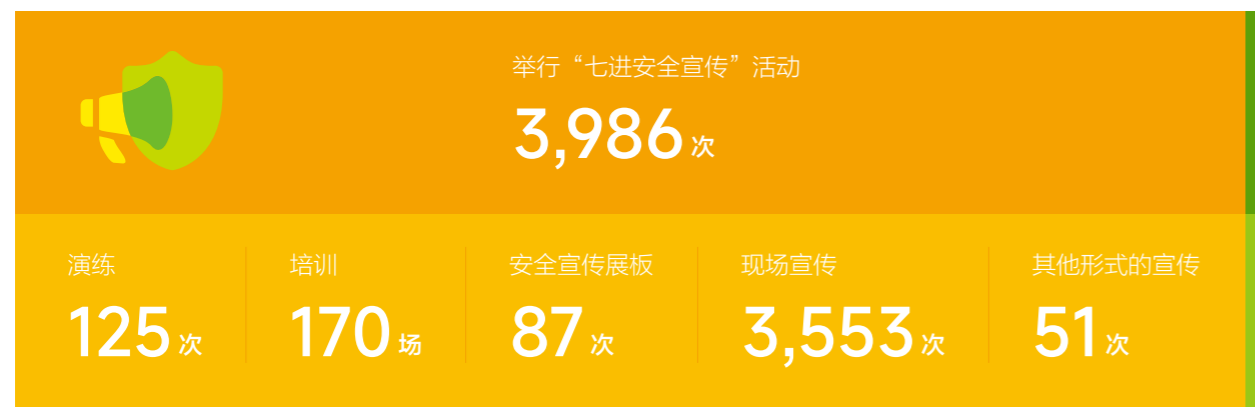 举行“七进安全宣传”活动
3,986次
演练
125次
培训
170场
安全宣传展板
87次
现场宣传
3,553次
其他形式的宣传
51次